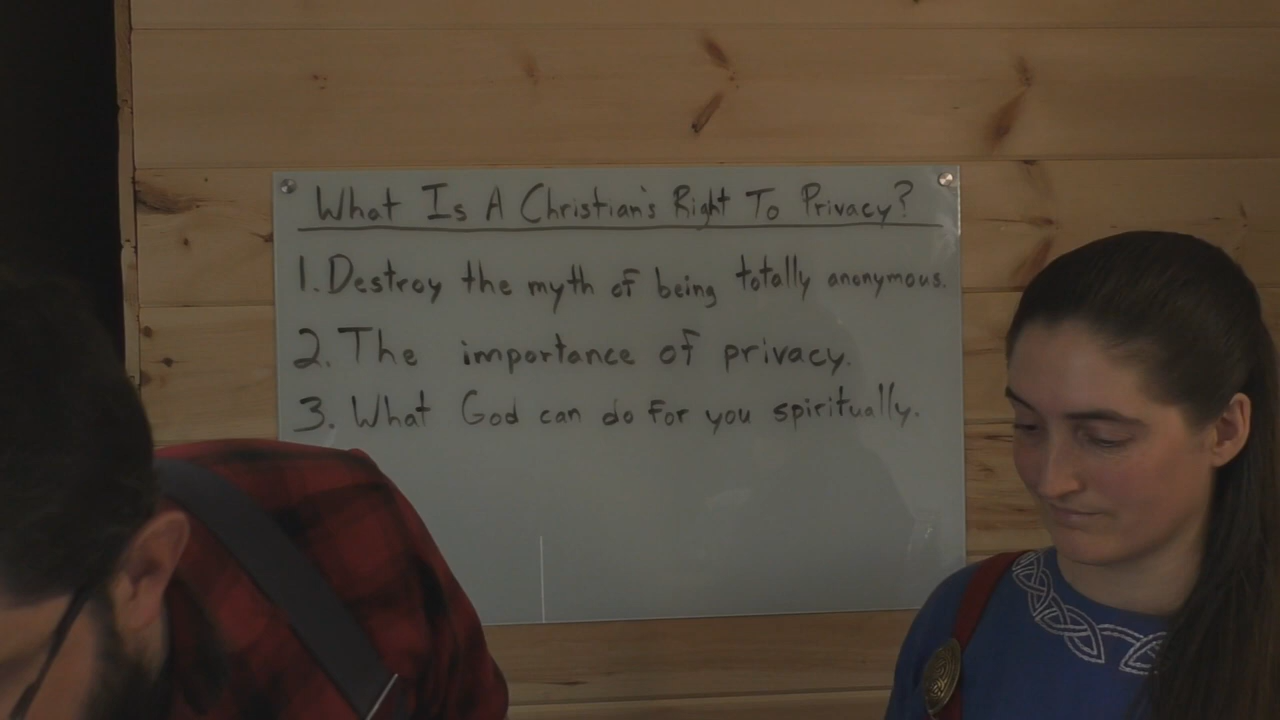 What Is A Christian's Right To Privacy?
1. Destroy the myth of being totally anonymous.
2. The importance of privacy.
3. What God can do for you spiritually.